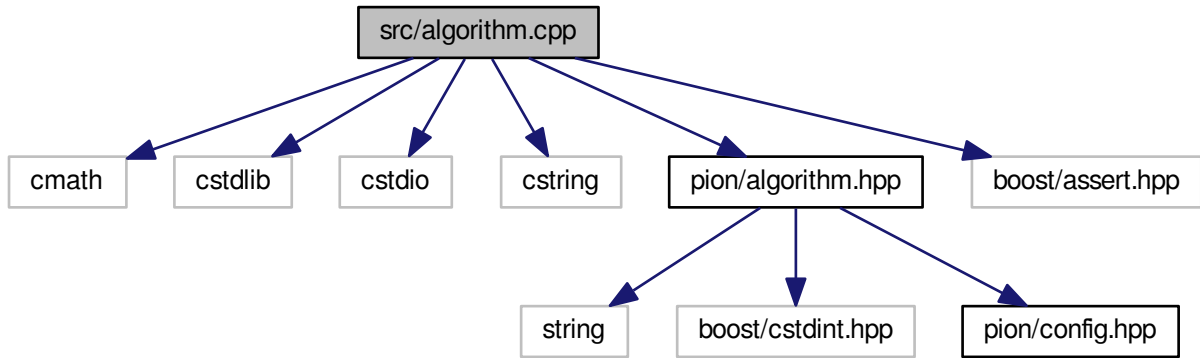 src/algorithm.cpp
cmath
cstdlib
cstdio
cstring
pion/algorithm.hpp
boost/assert.hpp
string
boost/cstdint.hpp
pion/config.hpp